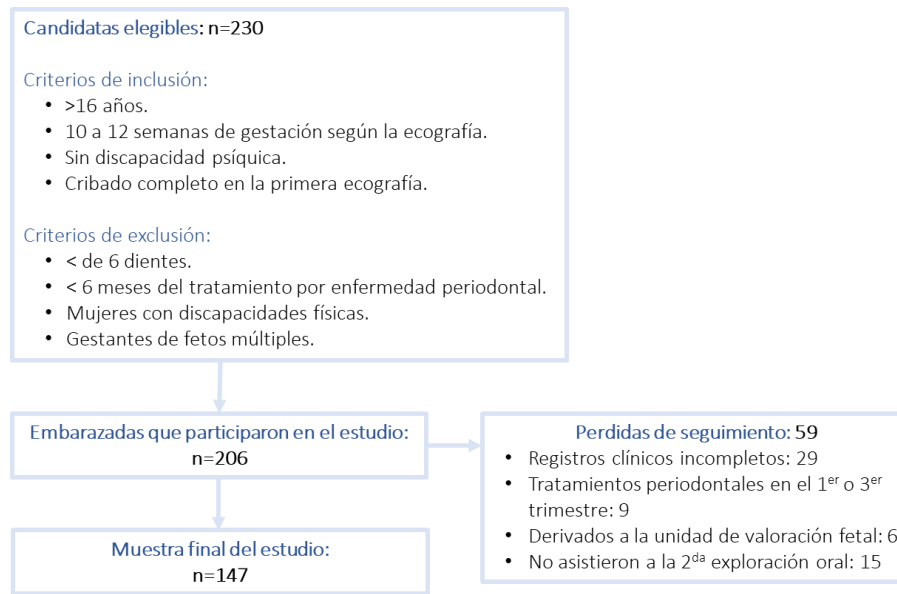 Candidatas elegibles: n=230
Criterios de inclusión:
• >16 años.
• 10 a 12 semanas de gestación según la ecografía.
• Sin discapacidad psíquica.
• Cribado completo en la primera ecografía.
Criterios de exclusión:
• < de 6 dientes.
• < 6 meses del tratamiento por enfermedad periodontal.
• Mujeres con discapacidades físicas.
• Gestantes de fetos múltiples.
Embarazadas que participaron en el estudio:
n=206
Perdidas de seguimiento: 59
• Registros clínicos incompletos: 29
• Tratamientos periodontales en el 1er o 3er
trimestre: 9
• Derivados a la unidad de valoración fetal: 6
• No asistieron a la 2da exploración oral: 15
Muestra final del estudio:
n=147